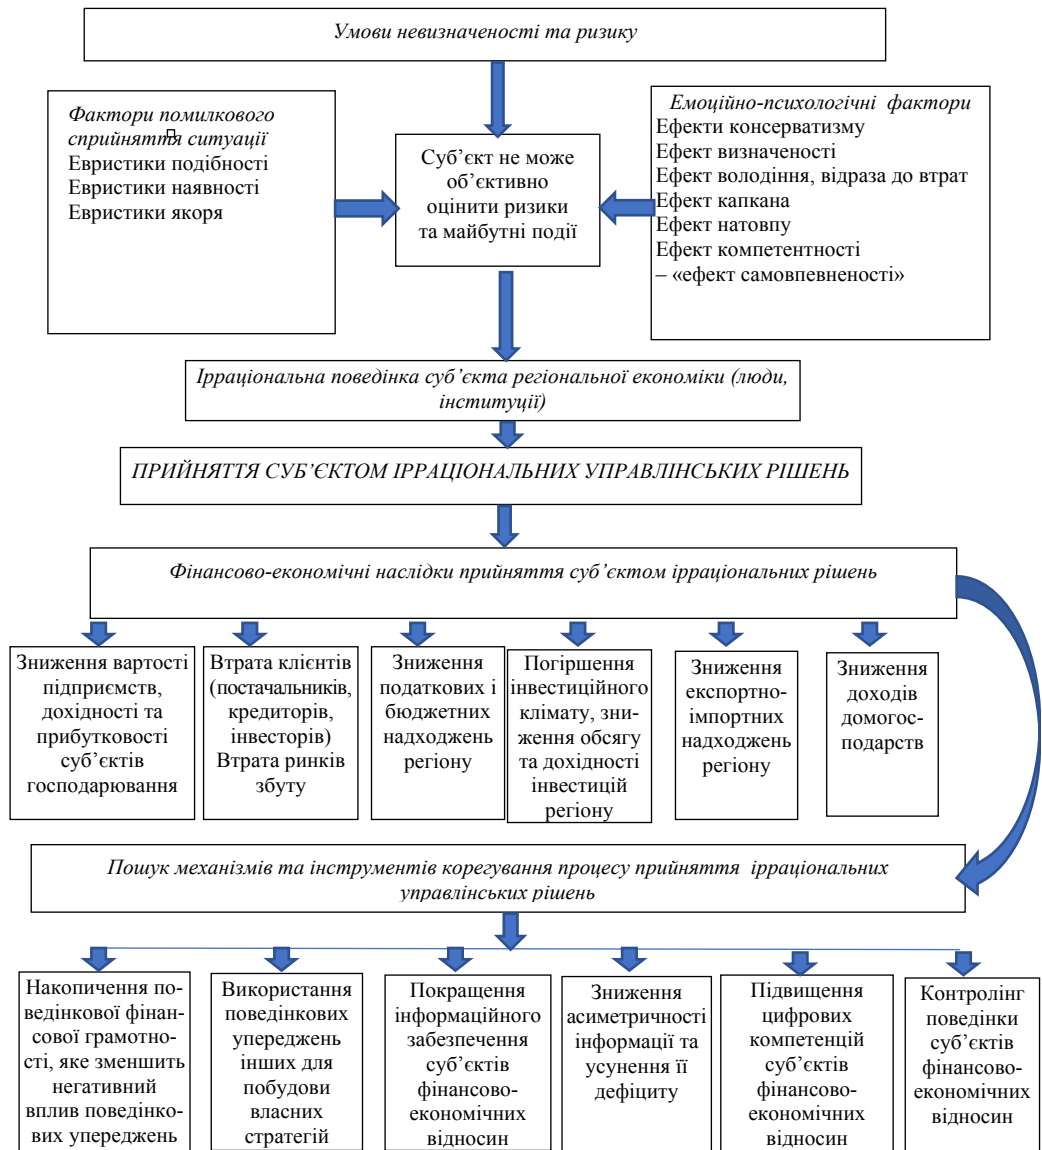 Умови невизначеності та ризику
Фактори помилкового
сприйняття ситуації
Евристики подібності
Евристики наявності
Евристики якоря
Суб’єкт не може
об’єктивно
оцінити ризики
та майбутні події
Емоційно-психологічні фактори
Ефекти консерватизму
Ефект визначеності
Ефект володіння, відраза до втрат
Ефект капкана
Ефект натовпу
Ефект компетентності
– «ефект самовпевненості»
Ірраціональна поведінка суб’єкта регіональної економіки (люди,
інституції)
ПРИЙНЯТТЯ СУБ’ЄКТОМ ІРРАЦІОНАЛЬНИХ УПРАВЛІНСЬКИХ РІШЕНЬ
Фінансово-економічні наслідки прийняття суб’єктом ірраціональних рішень
Зниження вартості
підприємств,
дохідності та
прибутковості
суб’єктів
господарювання
Втрата клієнтів
(постачальників,
кредиторів,
інвесторів)
Втрата ринків
збуту
Зниження
податкових і
бюджетних
надходжень
регіону
Погіршення
інвестиційного
клімату, зни-
ження обсягу
та дохідності
інвестицій
регіону
Зниження
експортно-
імпортних
надходжень
регіону
Зниження
доходів
домогос-
подарств
Пошук механізмів та інструментів корегування процесу прийняття ірраціональних
управлінських рішень
Накопичення по-
ведінкової фінан-
сової грамотно-
сті, яке зменшить
негативний
вплив поведінко-
вих упереджень
Використання
поведінкових
упереджень
інших для
побудови
власних
стратегій
Покращення
інформаційного
забезпечення
суб’єктів
фінансово-
економічних
відносин
Зниження
асиметричності
інформації та
усунення її
дефіциту
Підвищення
цифрових
компетенцій
суб’єктів
фінансово-
економічних
відносин
Контролінг
поведінки
суб’єктів
фінансово-
економічних
відносин